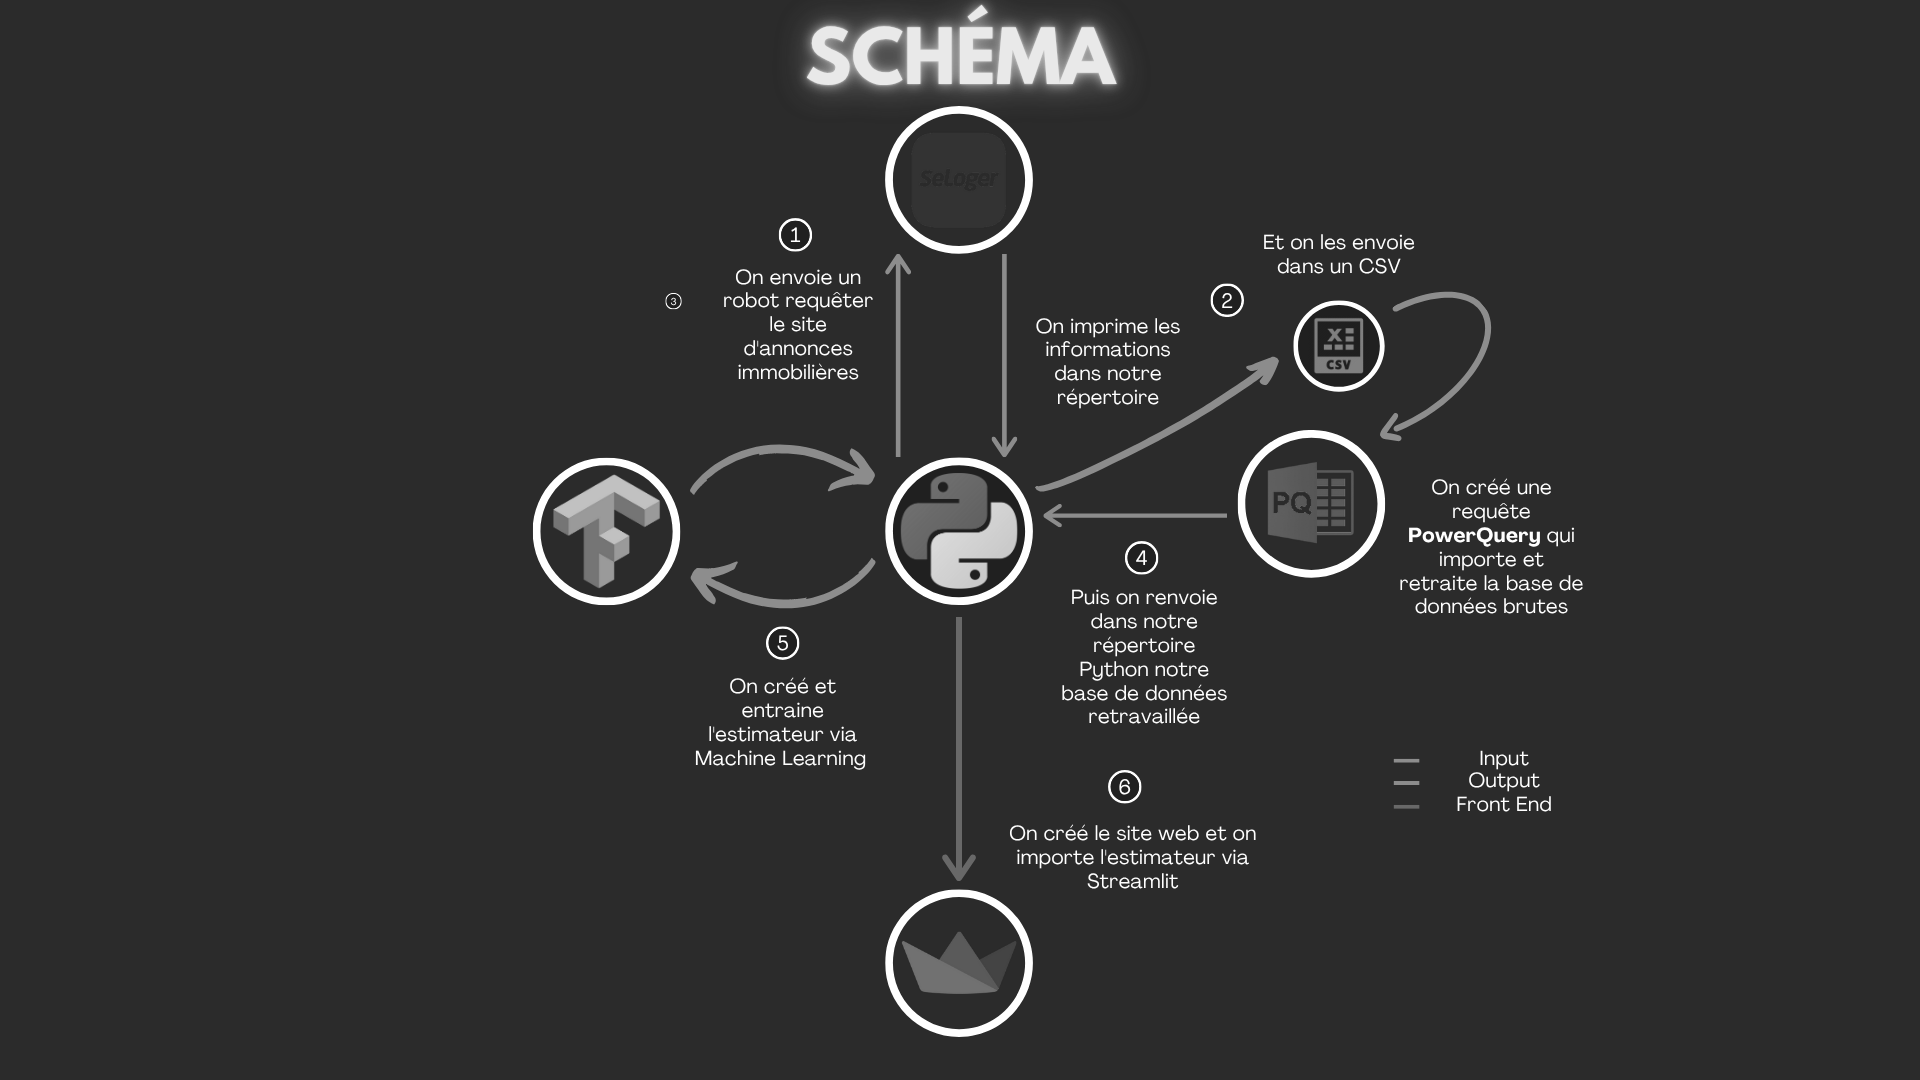 SCHÉMA
SeLoger
1
On envoie un
robot requêter
le site
d'annonces
immobilières
3
On imprime les
informations
dans notre
répertoire
2
Et on les envoie
dans un CSV
X
CSV
PQ
On créé une
requête
PowerQuery qui
importe et
retraite la base de
données brutes
4
Puis on renvoie
dans notre
répertoire
Python notre
base de données
retravaillée
5
On créé et
entraine
l'estimateur via
Machine Learning
6
On créé le site web et on
importe l'estimateur via
Streamlit
Input
Output
Front End